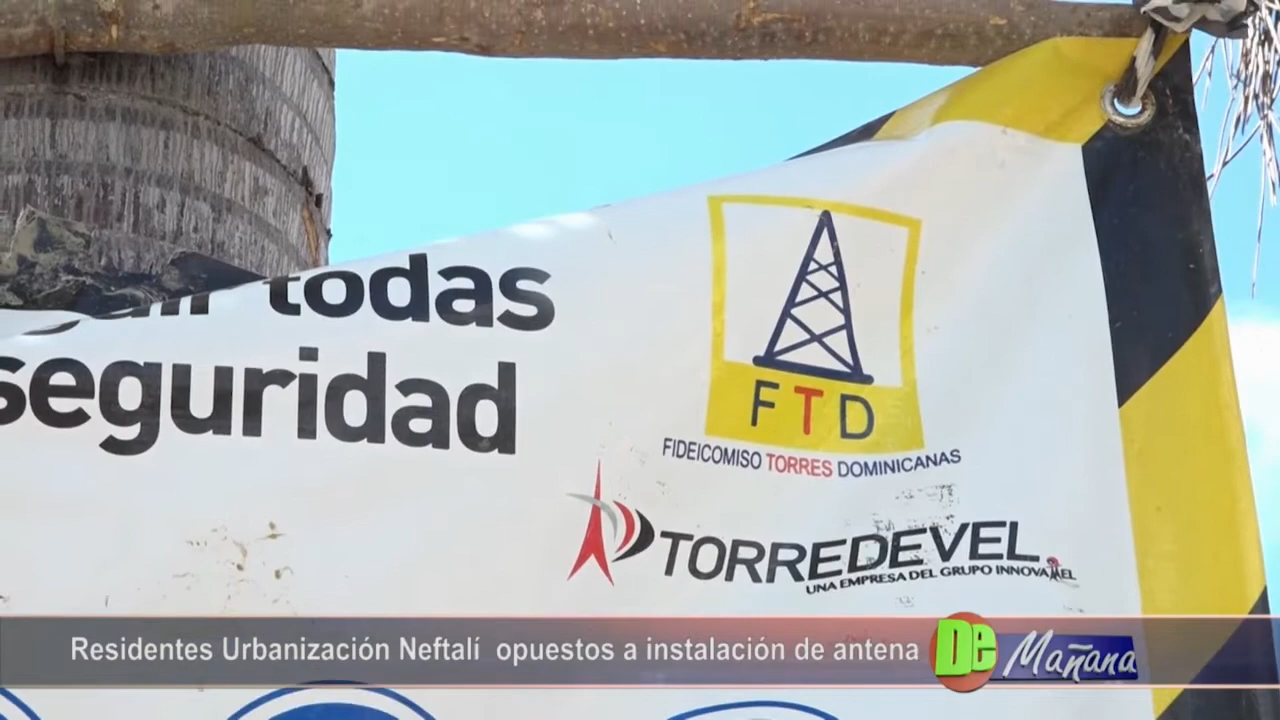 todas
seguridad
FTD
FIDEICOMISO TORRES DOMINICANAS
TORREDEVEL
UNA EMPRESA DEL GRUPO INNOVATEL
Residentes Urbanización Neftalí opuestos a instalación de antena
De Mañana